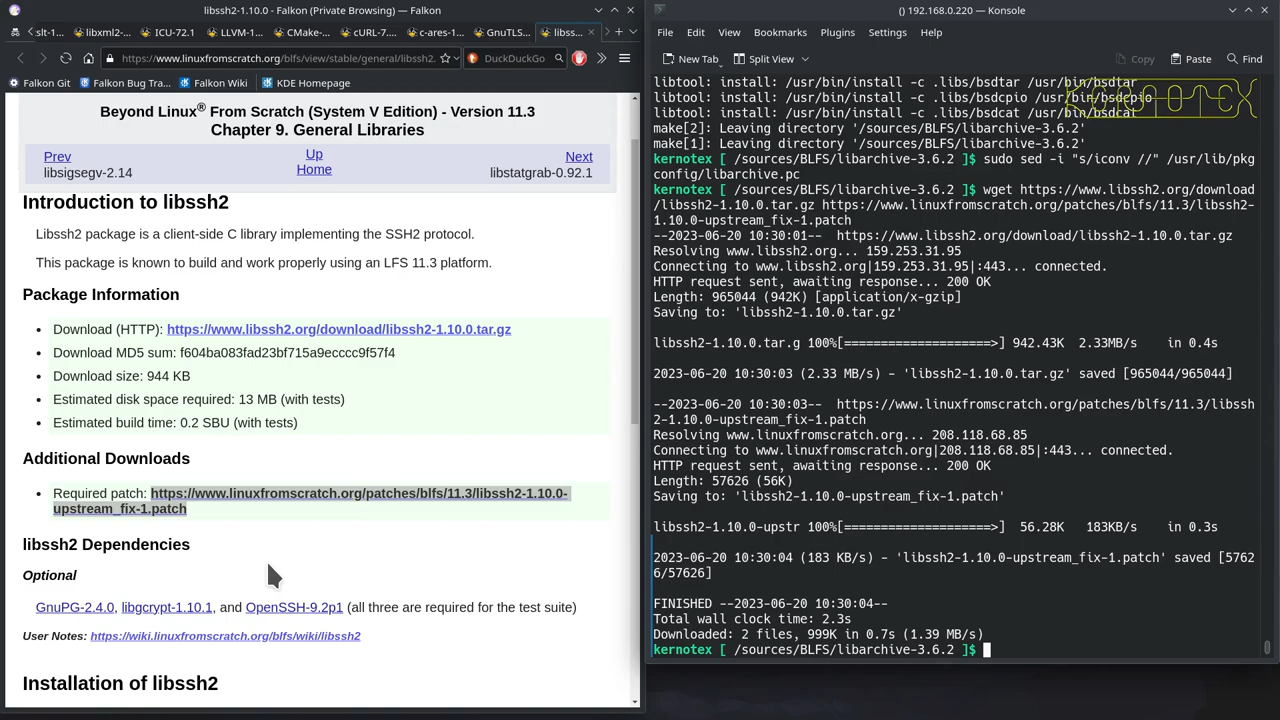 libssh2-1.10.0 - Falkon (Private Browsing) — Falkon
slt-1...
libxml2-...
ICU-72.1
LLVM-1...
CMake-...
cURL-7....
c-ares-1...
GnuTLS...
libss...
https://www.linuxfromscratch.org/blfs/view/stable/general/libssh2.
DuckDuckGo
Falkon Git
Falkon Bug Tra...
Falkon Wiki
KDE Homepage
Beyond Linux® From Scratch (System V Edition) - Version 11.3
Chapter 9. General Libraries
Prev
Up
Next
libsigsegv-2.14
Home
libstatgrab-0.92.1
Introduction to libssh2
Libssh2 package is a client-side C library implementing the SSH2 protocol.
This package is known to build and work properly using an LFS 11.3 platform.
Package Information
• Download (HTTP): https://www.libssh2.org/download/libssh2-1.10.0.tar.gz
• Download MD5 sum: f604ba083fad23bf715a9ecccc9f57f4
• Download size: 944 KB
• Estimated disk space required: 13 MB (with tests)
• Estimated build time: 0.2 SBU (with tests)
Additional Downloads
• Required patch: https://www.linuxfromscratch.org/patches/blfs/11.3/libssh2-1.10.0-
upstream_fix-1.patch
libssh2 Dependencies
Optional
GnuPG-2.4.0, libgcrypt-1.10.1, and OpenSSH-9.2p1 (all three are required for the test suite)
User Notes: https://wiki.linuxfromscratch.org/blfs/wiki/libssh2
Installation of libssh2
() 192.168.0.220 — Konsole
File Edit View Bookmarks Plugins Settings Help
New Tab
Split View
Copy
Paste
Find
KERNOTEX
libtool: install: /usr/bin/install -c .libs/bsdtar /usr/bin/bsdtar
libtool: install: /usr/bin/install -c .libs/bsdcpio /usr/bin/bsdcpio
libtool: install: /usr/bin/install -c .libs/bsdcat /usr/bin/bsdcat
make[2]: Leaving directory '/sources/BLFS/libarchive-3.6.2'
make[1]: Leaving directory '/sources/BLFS/libarchive-3.6.2'
kernotex [ /sources/BLFS/libarchive-3.6.2 ]$ sudo sed -i "s/iconv //" /usr/lib/pkg
config/libarchive.pc
kernotex [ /sources/BLFS/libarchive-3.6.2 ]$ wget https://www.libssh2.org/download
/libssh2-1.10.0.tar.gz https://www.linuxfromscratch.org/patches/blfs/11.3/libssh2-
1.10.0-upstream_fix-1.patch
--2023-06-20 10:30:01-- https://www.libssh2.org/download/libssh2-1.10.0.tar.gz
Resolving www.libssh2.org... 159.253.31.95
Connecting to www.libssh2.org|159.253.31.95|:443... connected.
HTTP request sent, awaiting response... 200 OK
Length: 965044 (942K) [application/x-gzip]
Saving to: 'libssh2-1.10.0.tar.gz'
libssh2-1.10.0.tar.g 100%[====================>] 942.43K 2.33MB/s in 0.4s
2023-06-20 10:30:03 (2.33 MB/s) - 'libssh2-1.10.0.tar.gz' saved [965044/965044]
--2023-06-20 10:30:03-- https://www.linuxfromscratch.org/patches/blfs/11.3/libssh
2-1.10.0-upstream_fix-1.patch
Resolving www.linuxfromscratch.org... 208.118.68.85
Connecting to www.linuxfromscratch.org|208.118.68.85|:443... connected.
HTTP request sent, awaiting response... 200 OK
Length: 57626 (56K)
Saving to: 'libssh2-1.10.0-upstream_fix-1.patch'
libssh2-1.10.0-upstr 100%[====================>] 56.28K 183KB/s in 0.3s
2023-06-20 10:30:04 (183 KB/s) - 'libssh2-1.10.0-upstream_fix-1.patch' saved [5762
6/57626]
FINISHED --2023-06-20 10:30:04--
Total wall clock time: 2.3s
Downloaded: 2 files, 999K in 0.7s (1.39 MB/s)
kernotex [ /sources/BLFS/libarchive-3.6.2 ]$